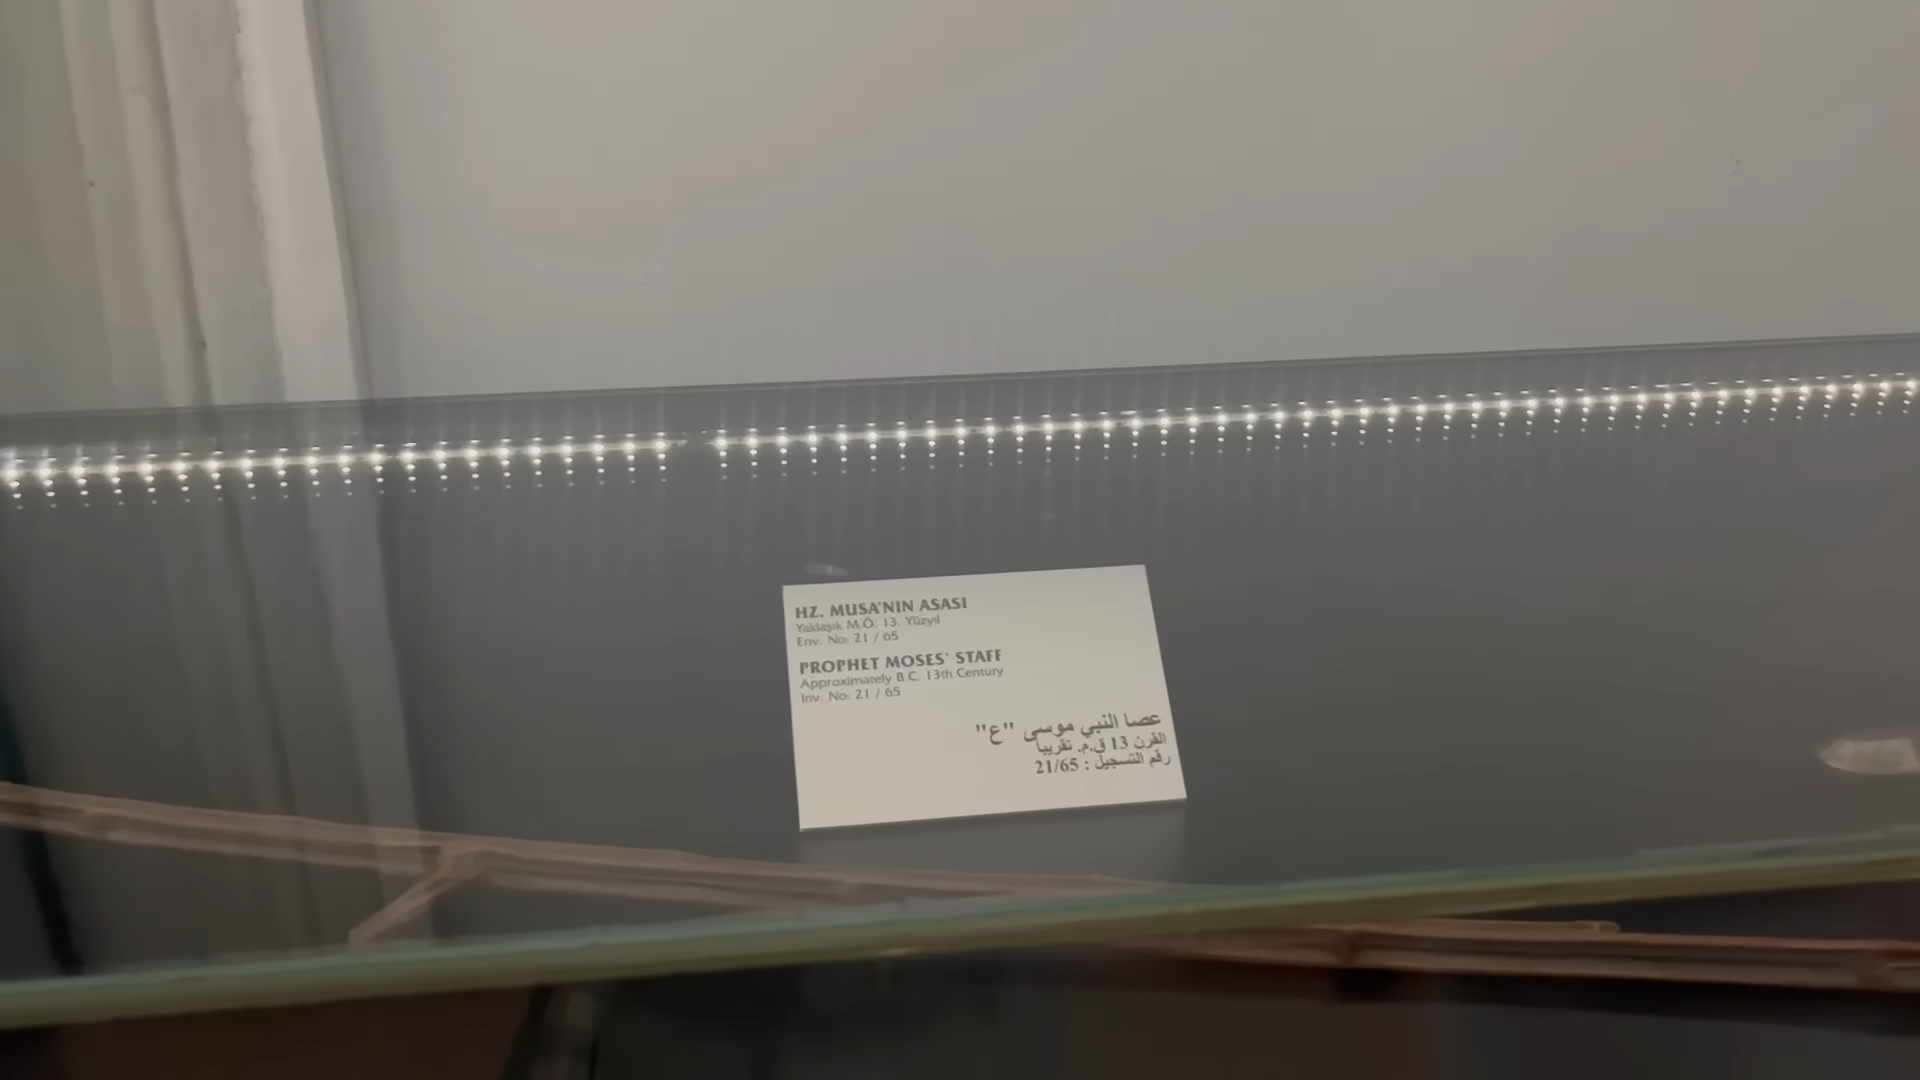 HZ. MUSA'NIN ASASI
Yaklaşık M.Ö. 13. Yüzyıl
Env. No: 21 / 65
PROPHET MOSES' STAFF
Approximately B.C. 13th Century
Inv. No: 21 / 65
عصا النبي موسى "ع"
القرن 13 ق.م. تقريبا
رقم التسجيل : 21/65